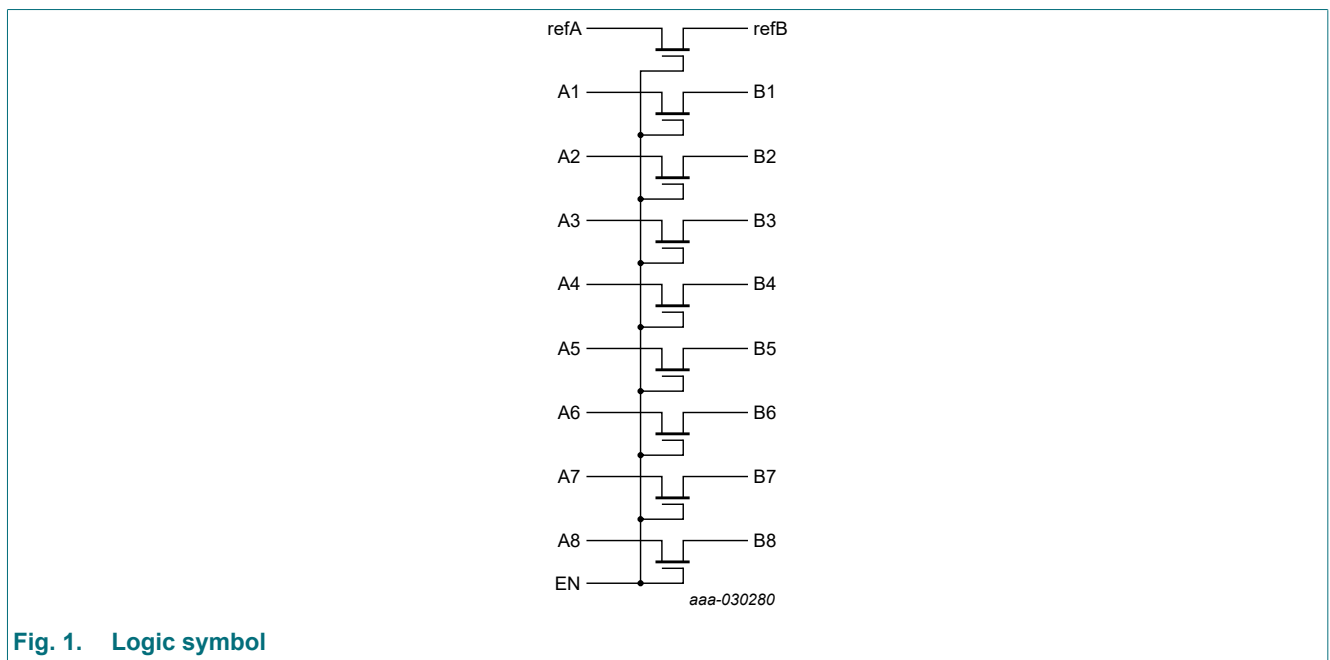 refA refB
A1 B1
A2 B2
A3 B3
A4 B4
A5 B5
A6 B6
A7 B7
A8 B8
EN
aaa-030280
Fig. 1. Logic symbol